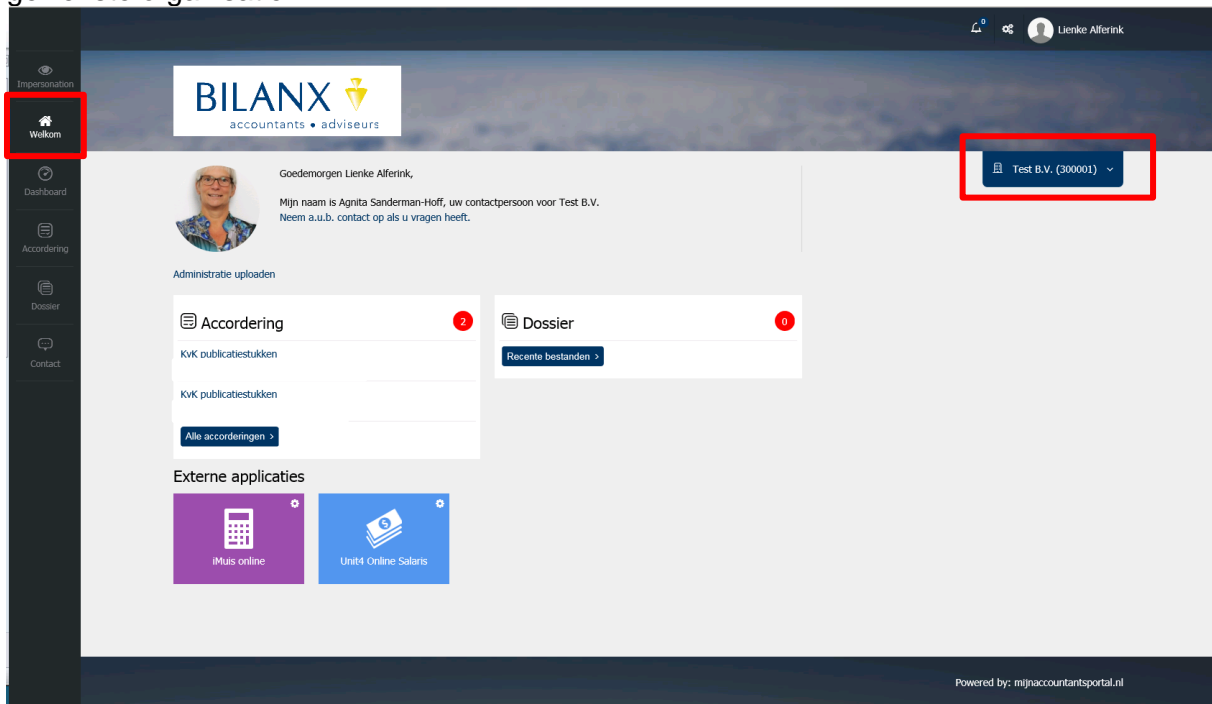 0
Lienke Alferink
Impersonation
Welkom
Dashboard
Accordering
Dossier
Contact
BILANX
accountants • adviseurs
Test B.V. (300001)
Goedemorgen Lienke Alferink,
Mijn naam is Agnita Sanderman-Hoff, uw contactpersoon voor Test B.V.
Neem a.u.b. contact op als u vragen heeft.
Administratie uploaden
Accordering 2
KvK publicatiestukken
KvK publicatiestukken
Alle accorderingen >
Dossier 0
Recente bestanden >
Externe applicaties
iMuis online
Unit4 Online Salaris
Powered by: mijnaccountantsportal.nl